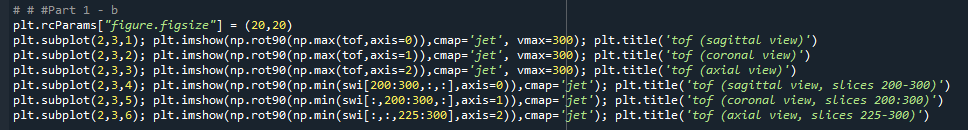 # # #Part 1 - b
plt.rcParams["figure.figsize"] = (20,20)
plt.subplot(2,3,1); plt.imshow(np.rot90(np.max(tof,axis=0)),cmap='jet', vmax=300); plt.title('tof (sagittal view)')
plt.subplot(2,3,2); plt.imshow(np.rot90(np.max(tof,axis=1)),cmap='jet', vmax=300); plt.title('tof (coronal view)')
plt.subplot(2,3,3); plt.imshow(np.rot90(np.max(tof,axis=2)),cmap='jet', vmax=300); plt.title('tof (axial view)')
plt.subplot(2,3,4); plt.imshow(np.rot90(np.min(swi[200:300,:,:],axis=0)),cmap='jet'); plt.title('tof (sagittal view, slices 200-300)')
plt.subplot(2,3,5); plt.imshow(np.rot90(np.min(swi[:,200:300,:],axis=1)),cmap='jet'); plt.title('tof (coronal view, slices 200:300)')
plt.subplot(2,3,6); plt.imshow(np.rot90(np.min(swi[:,:,225:300],axis=2)),cmap='jet'); plt.title('tof (axial view, slices 225-300)')